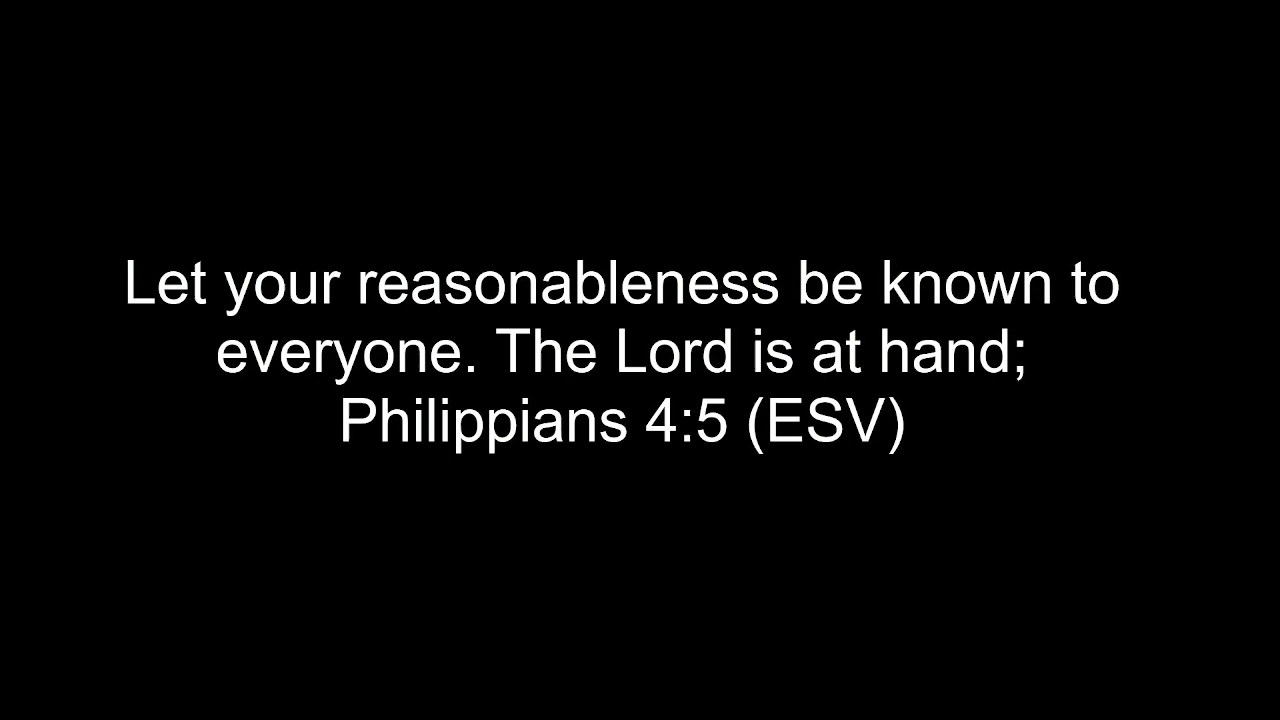 Let your reasonableness be known to
everyone. The Lord is at hand;
Philippians 4:5 (ESV)